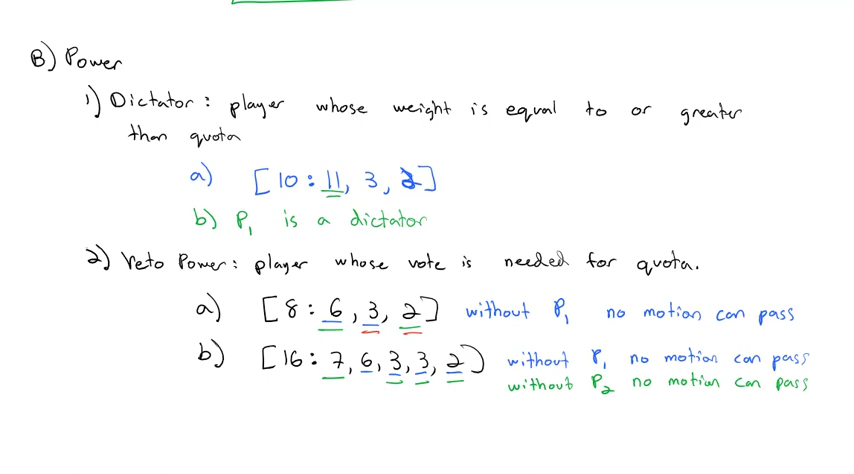 B) Power
1) Dictator: player whose weight is equal to or greater
than quota
a) [10: 11, 3, 2]
b) P₁ is a dictator
2) Veto Power: player whose vote is needed for quota.
a) [8: 6, 3, 2] without P₁ no motion can pass
b) [16: 7, 6, 3, 3, 2) without P₁ no motion can pass
without P₂ no motion can pass